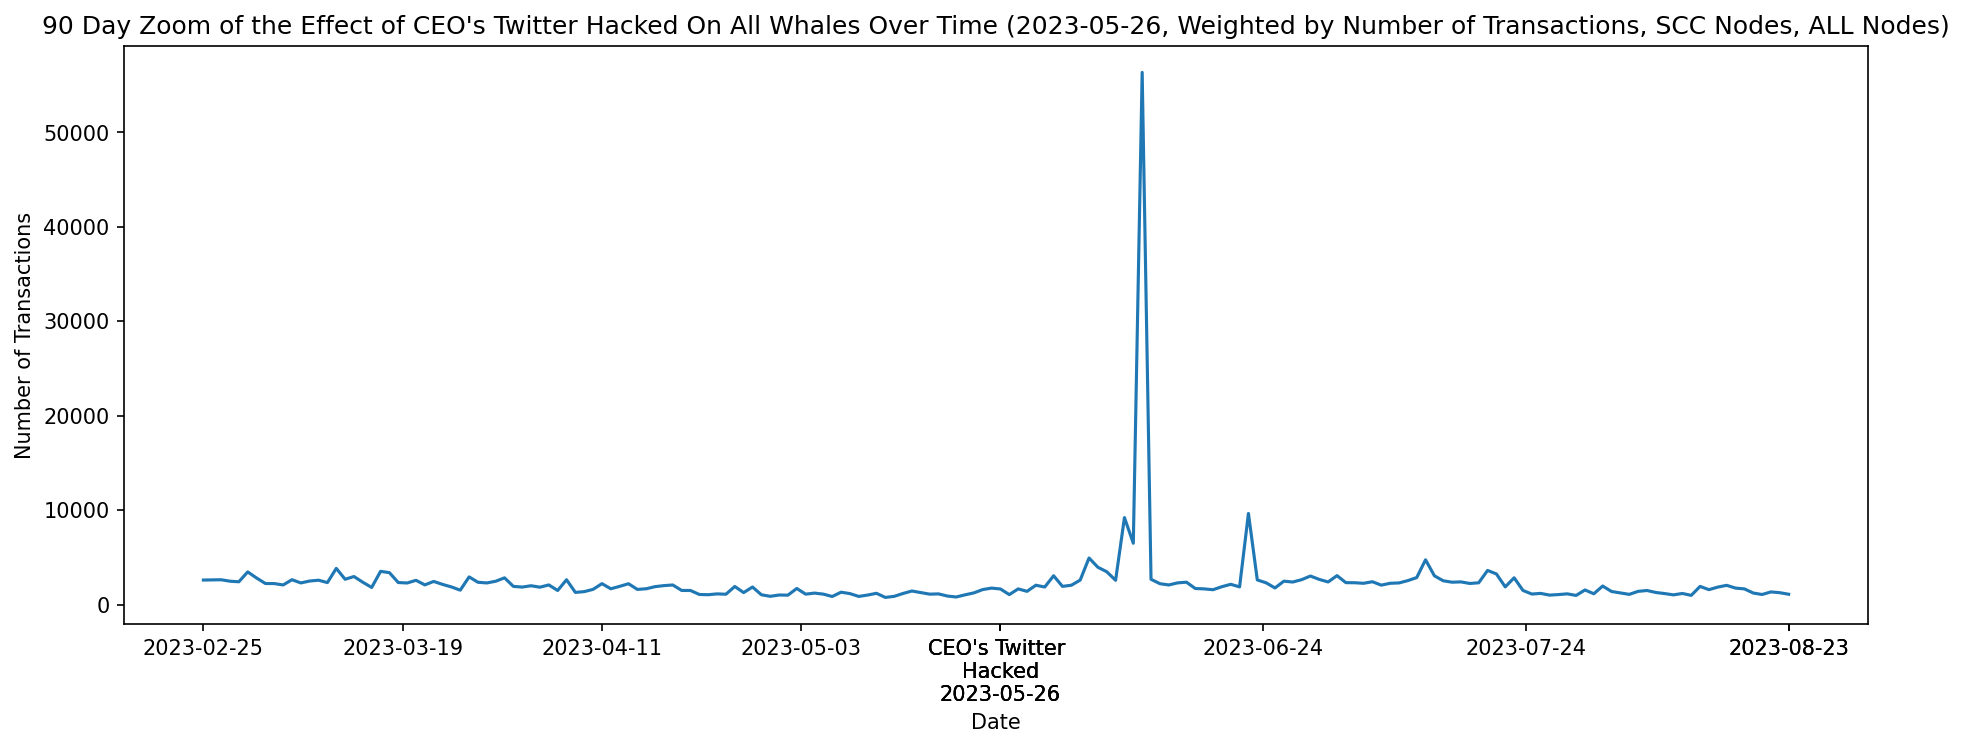 90 Day Zoom of the Effect of CEO's Twitter Hacked On All Whales Over Time (2023-05-26, Weighted by Number of Transactions, SCC Nodes, ALL Nodes)
Number of Transactions
50000
40000
30000
20000
10000
0
2023-02-25
2023-03-19
2023-04-11
2023-05-03
CEO's Twitter
Hacked
2023-05-26
2023-06-24
2023-07-24
2023-08-23
Date